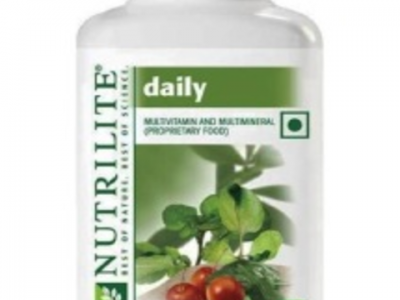 daily
MULTIVITAMIN AND MULTIMINERAL
(PROPRIETARY FOOD)
NUTRILITE®
BEST OF NATURE. BEST OF SCIENCE.